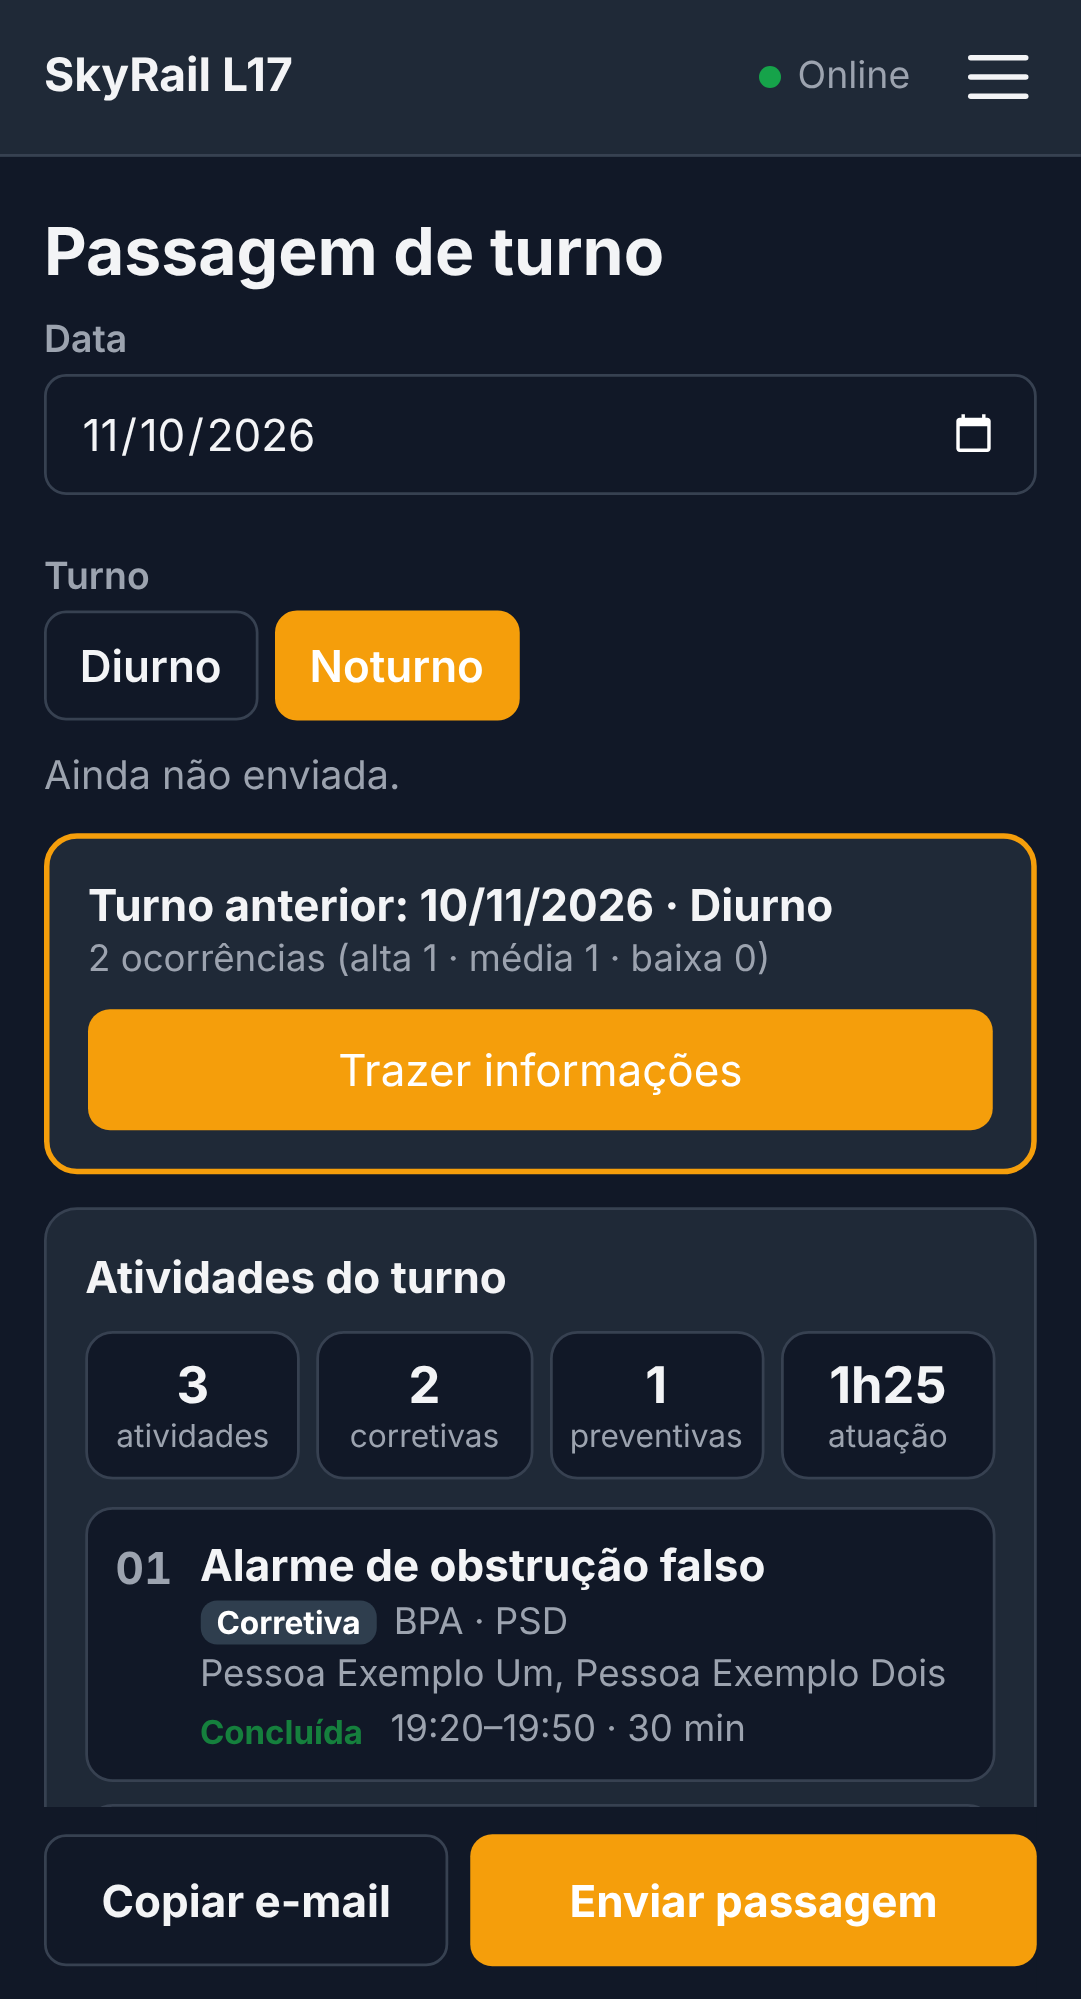 SkyRail L17
Online
Passagem de turno
Data
11/10/2026
Turno
Diurno
Noturno
Ainda não enviada.
Turno anterior: 10/11/2026 · Diurno
2 ocorrências (alta 1 · média 1 · baixa 0)
Trazer informações
Atividades do turno
3
atividades
2
corretivas
1
preventivas
1h25
atuação
01
Alarme de obstrução falso
Corretiva BPA · PSD
Pessoa Exemplo Um, Pessoa Exemplo Dois
Concluída 19:20–19:50 · 30 min
Copiar e-mail
Enviar passagem